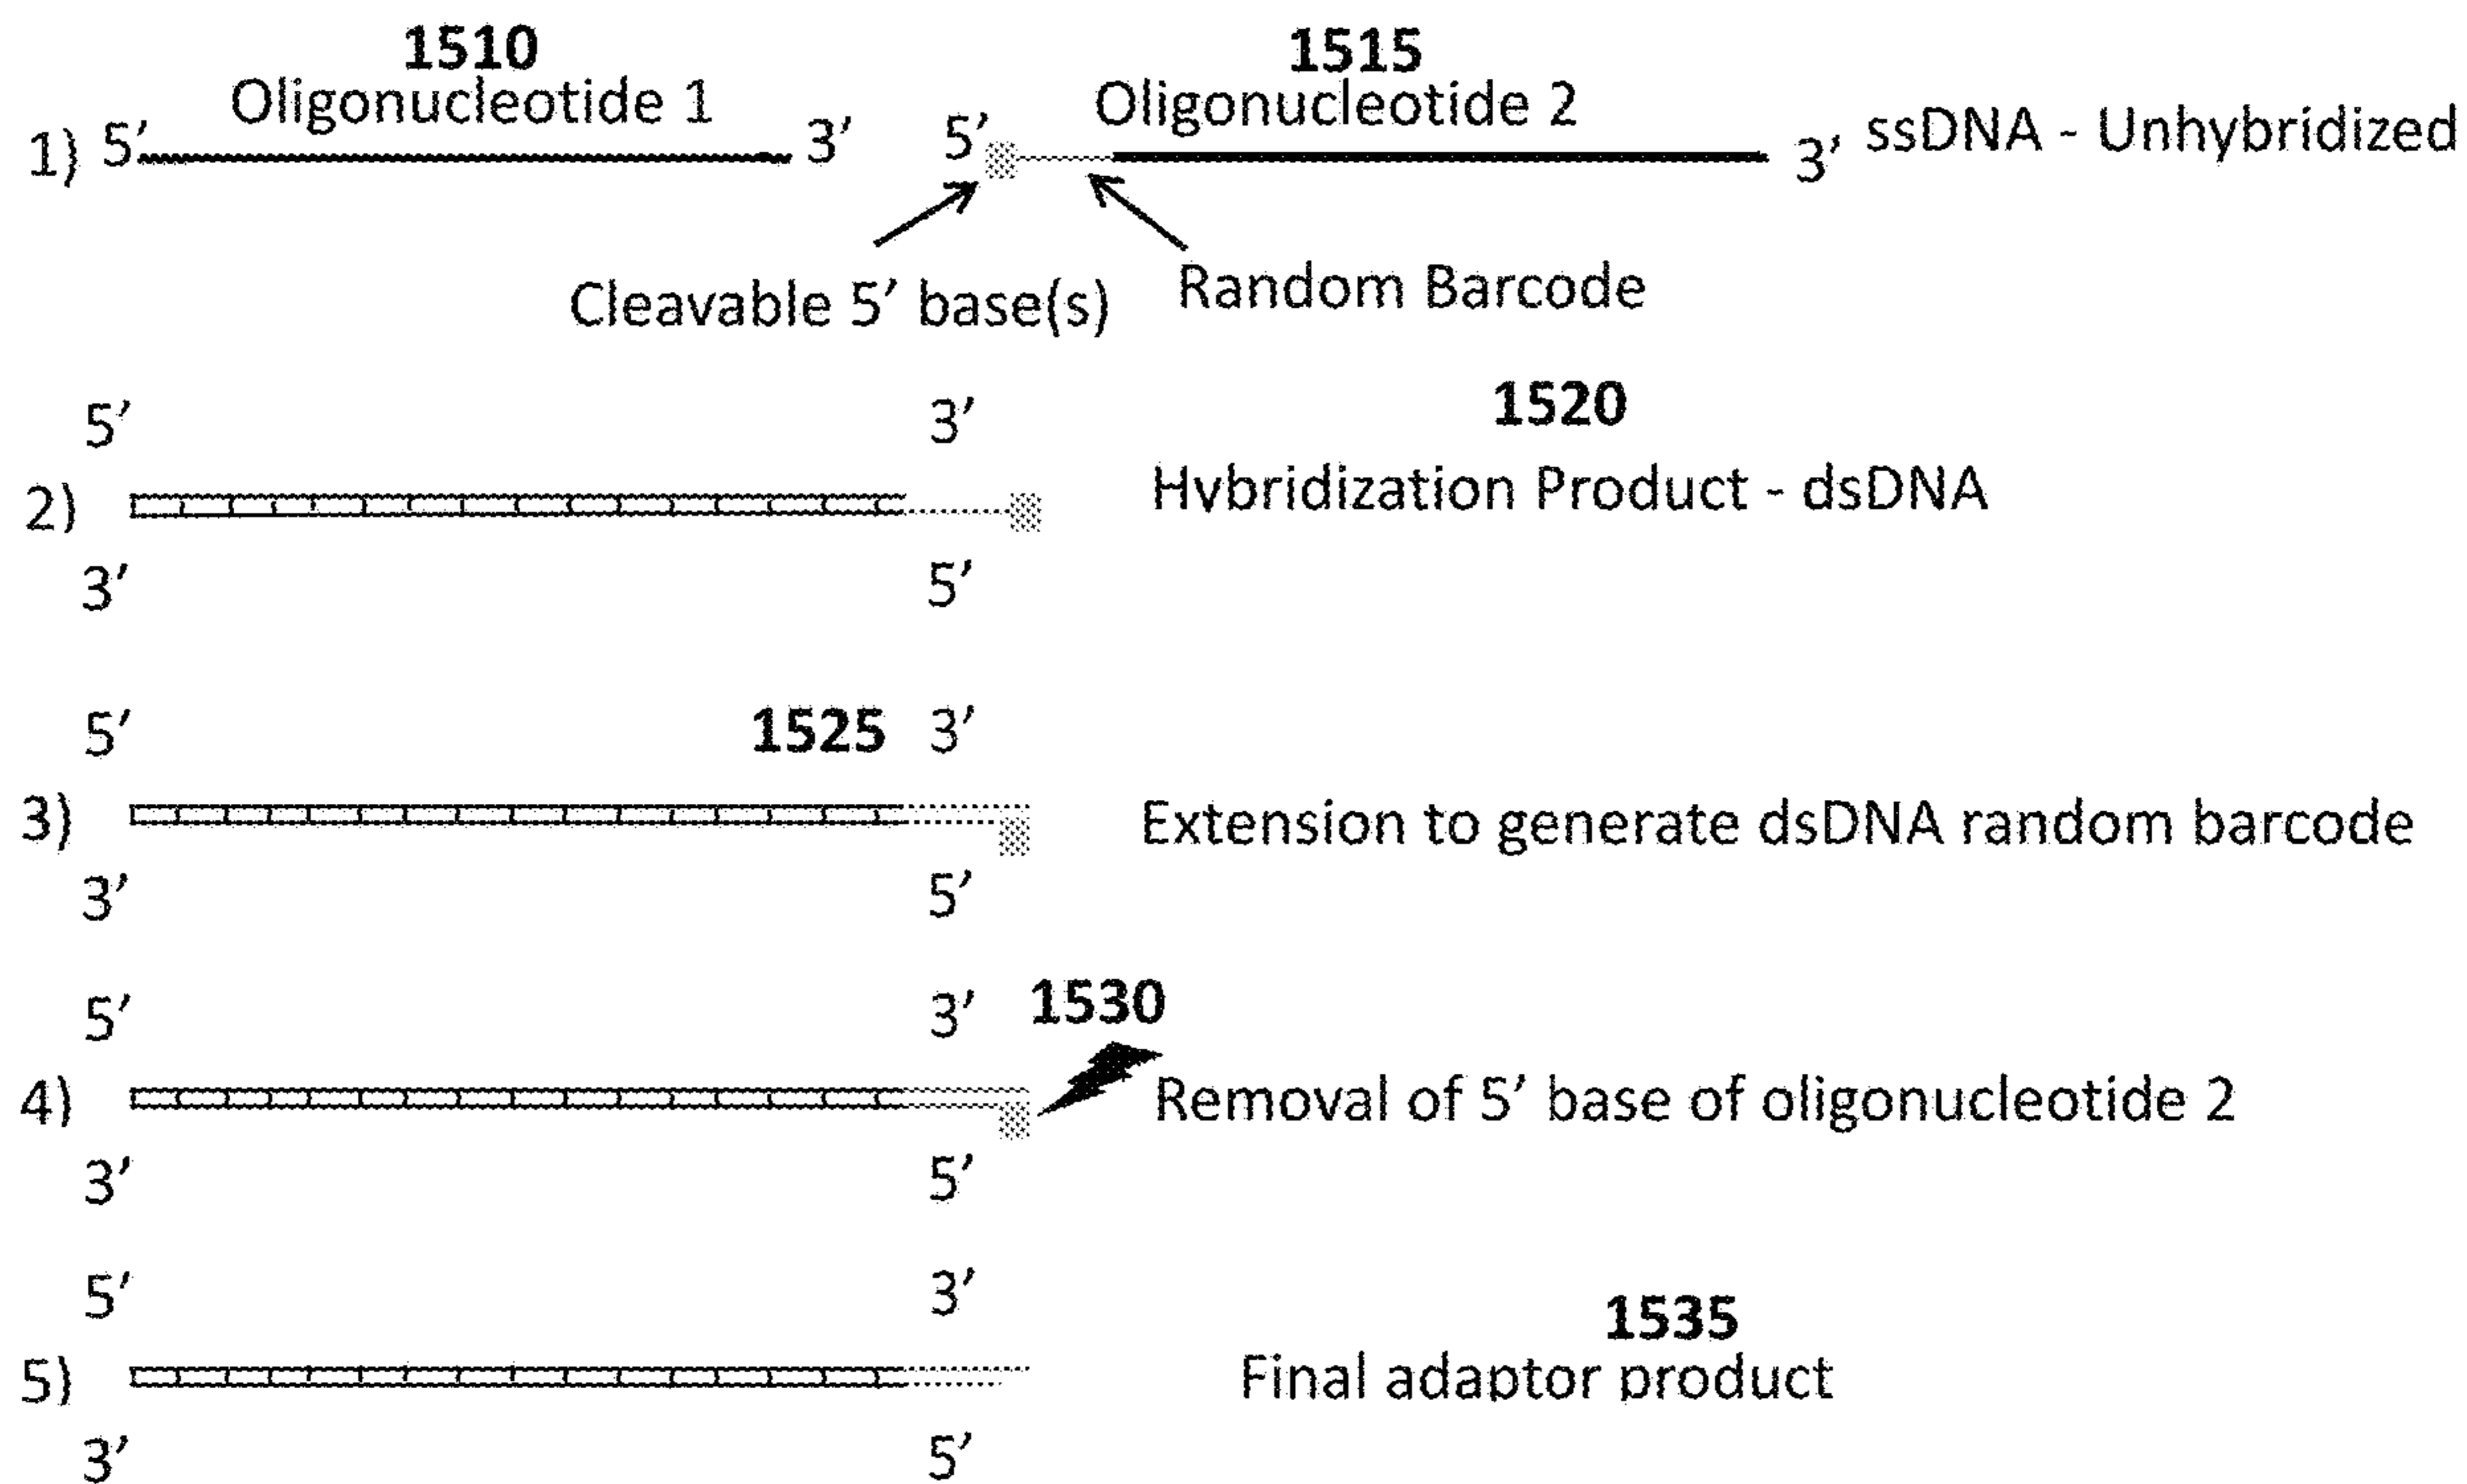 1510 1515
Oligonucleotide 1 Oligonucleotide 2
1) 5′ 3′ 5′ 3′ ssDNA - Unhybridized
Cleavable 5′ base(s) Random Barcode
1520
5′ 3′
2) Hvbridization Product - dsDNA
3′ 5′
5′ 1525 3′
3) Extension to generate dsDNA random barcode
3′ 5′
5′ 3′ 1530
4) Removal of 5′ base of oligonucleotide 2
3′ 5′
5′ 3′
1535
5) Final adaptor product
3′ 5′